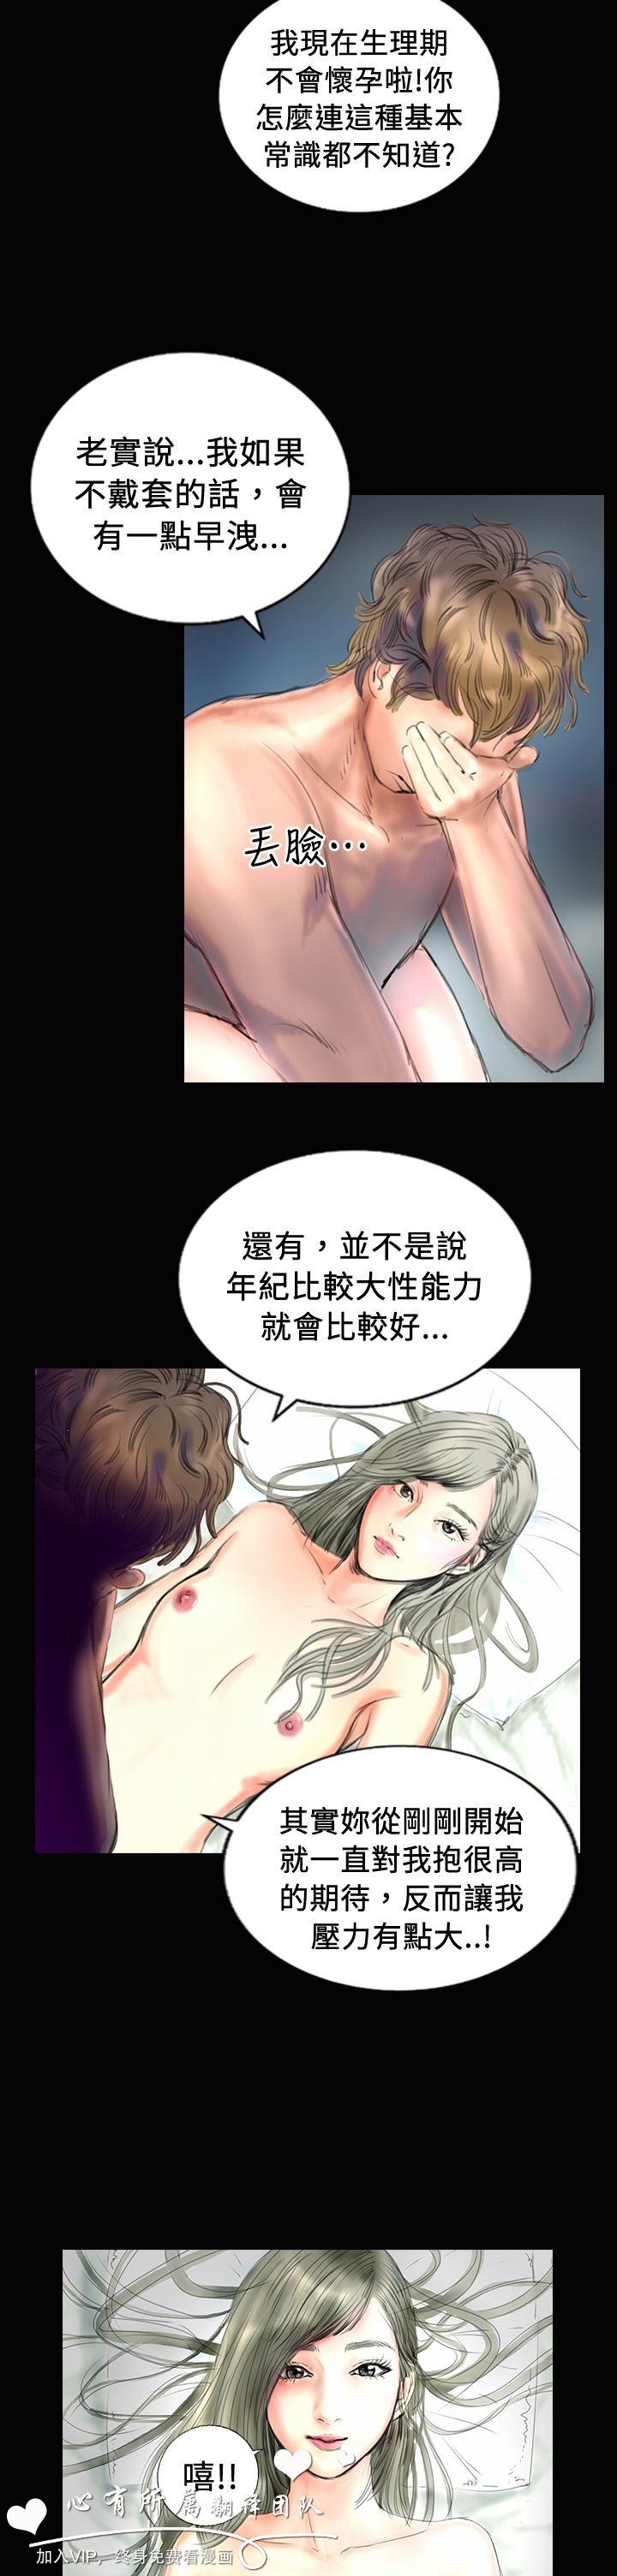 我現在生理期
不會懷孕啦!你
怎麼連這種基本
常識都不知道?
老實說...我如果
不戴套的話，會
有一點早洩...
丟臉...
還有，並不是說
年紀比較大性能力
就會比較好...
其實妳從剛剛開始
就一直對我抱很高
的期待，反而讓我
壓力有點大..!
嘻!!
心有所属翻译团队
加入VIP，终身免费看漫画